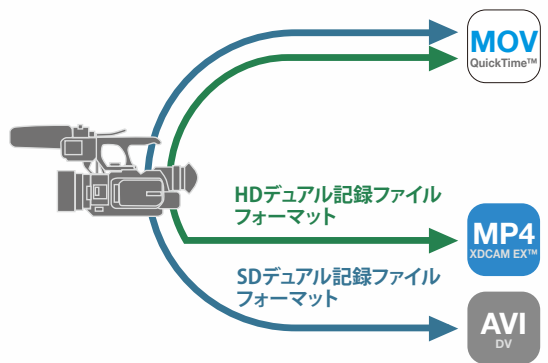 MOV
QuickTime™
HDデュアル記録ファイル
フォーマット
MP4
XDCAM EX™
SDデュアル記録ファイル
フォーマット
AVI
DV